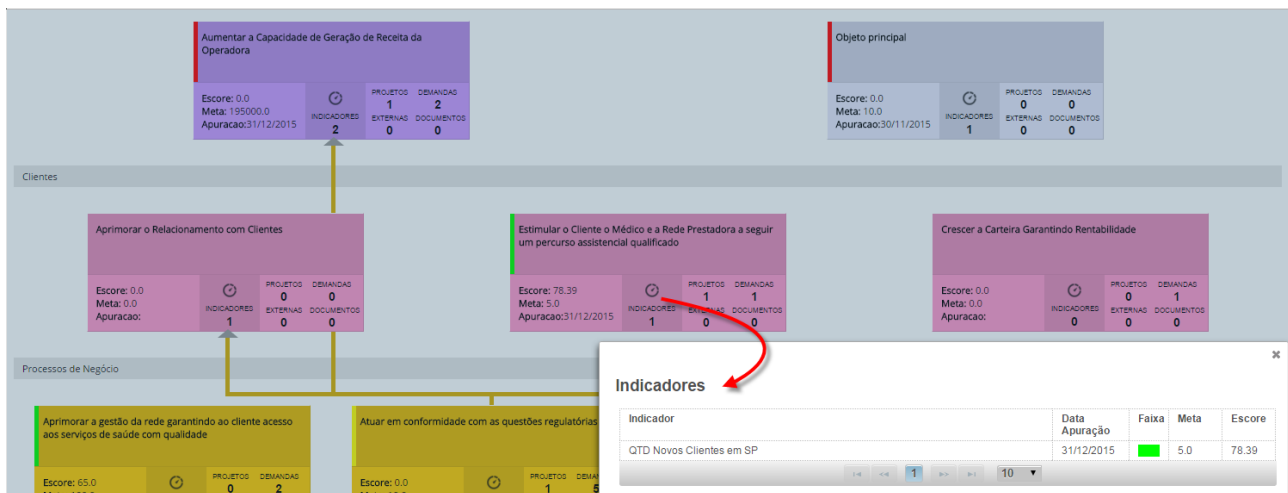 Aumentar a Capacidade de Geração de Receita da
Operadora
Escore: 0.0
Meta: 195000.0
Apuracao:31/12/2015
INDICADORES
2
PROJETOS DEMANDAS
1 2
EXTERNAS DOCUMENTOS
0 0
Objeto principal
Escore: 0.0
Meta: 10.0
Apuracao:30/11/2015
INDICADORES
1
PROJETOS DEMANDAS
0 0
EXTERNAS DOCUMENTOS
0 0
Clientes
Aprimorar o Relacionamento com Clientes
Escore: 0.0
Meta: 0.0
Apuracao:
INDICADORES
1
PROJETOS DEMANDAS
0 0
EXTERNAS DOCUMENTOS
0 0
Estimular o Cliente o Médico e a Rede Prestadora a seguir
um percurso assistencial qualificado
Escore: 78.39
Meta: 5.0
Apuracao:31/12/2015
INDICADORES
1
PROJETOS DEMANDAS
1 1
EXTERNAS DOCUMENTOS
0 0
Crescer a Carteira Garantindo Rentabilidade
Escore: 0.0
Meta: 0.0
Apuracao:
INDICADORES
0
PROJETOS DEMANDAS
0 1
EXTERNAS DOCUMENTOS
0 0
Processos de Negócio
Aprimorar a gestão da rede garantindo ao cliente acesso
aos serviços de saúde com qualidade
Escore: 65.0
PROJETOS DEMANDAS
0 2
Atuar em conformidade com as questões regulatórias
Escore: 0.0
PROJETOS
1 5
Indicadores
Indicador Data Faixa Meta Escore
Apuração
QTD Novos Clientes em SP 31/12/2015 5.0 78.39
1 10